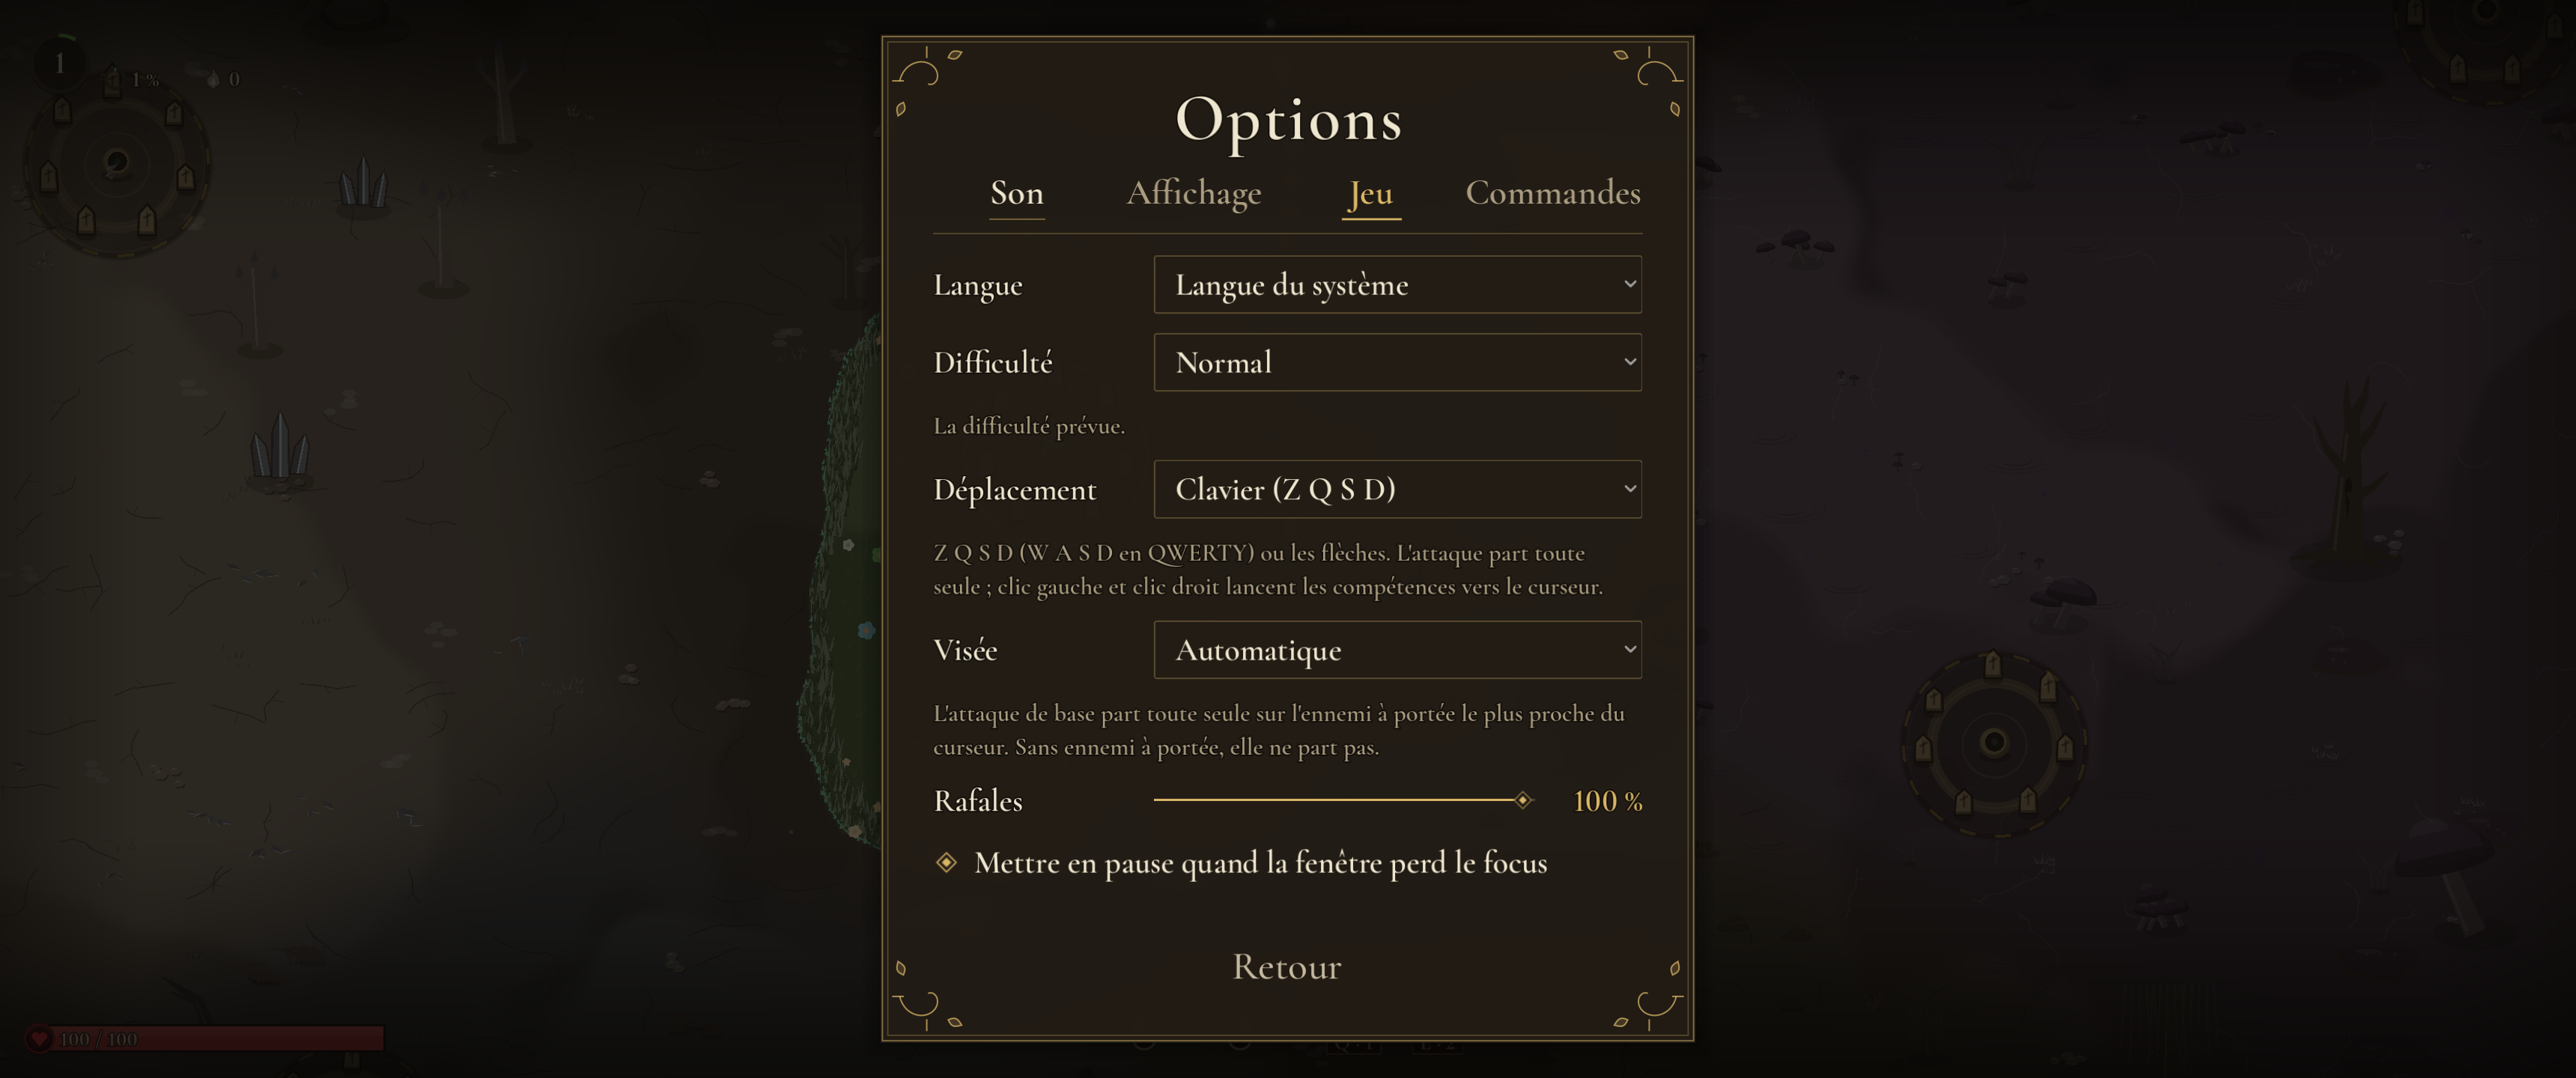 1
1 %
0
Options
Son
Affichage
Jeu
Commandes
Langue
Langue du système
Difficulté
Normal
La difficulté prévue.
Déplacement
Clavier (Z Q S D)
Z Q S D (W A S D en QWERTY) ou les flèches. L'attaque part toute
seule ; clic gauche et clic droit lancent les compétences vers le curseur.
Visée
Automatique
L'attaque de base part toute seule sur l'ennemi à portée le plus proche du
curseur. Sans ennemi à portée, elle ne part pas.
Rafales
100 %
Mettre en pause quand la fenêtre perd le focus
Retour
100 / 100